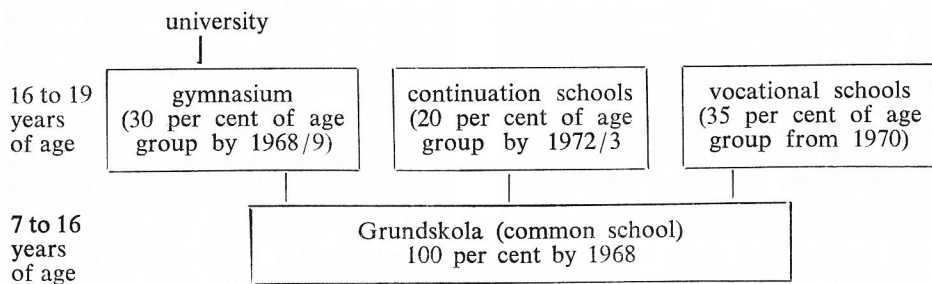 university
16 to 19
years
of age
gymnasium
(30 per cent of age
group by 1968/9)
continuation schools
(20 per cent of age
group by 1972/3
vocational schools
(35 per cent of age
group from 1970)
7 to 16
years
of age
Grundskola (common school)
100 per cent by 1968